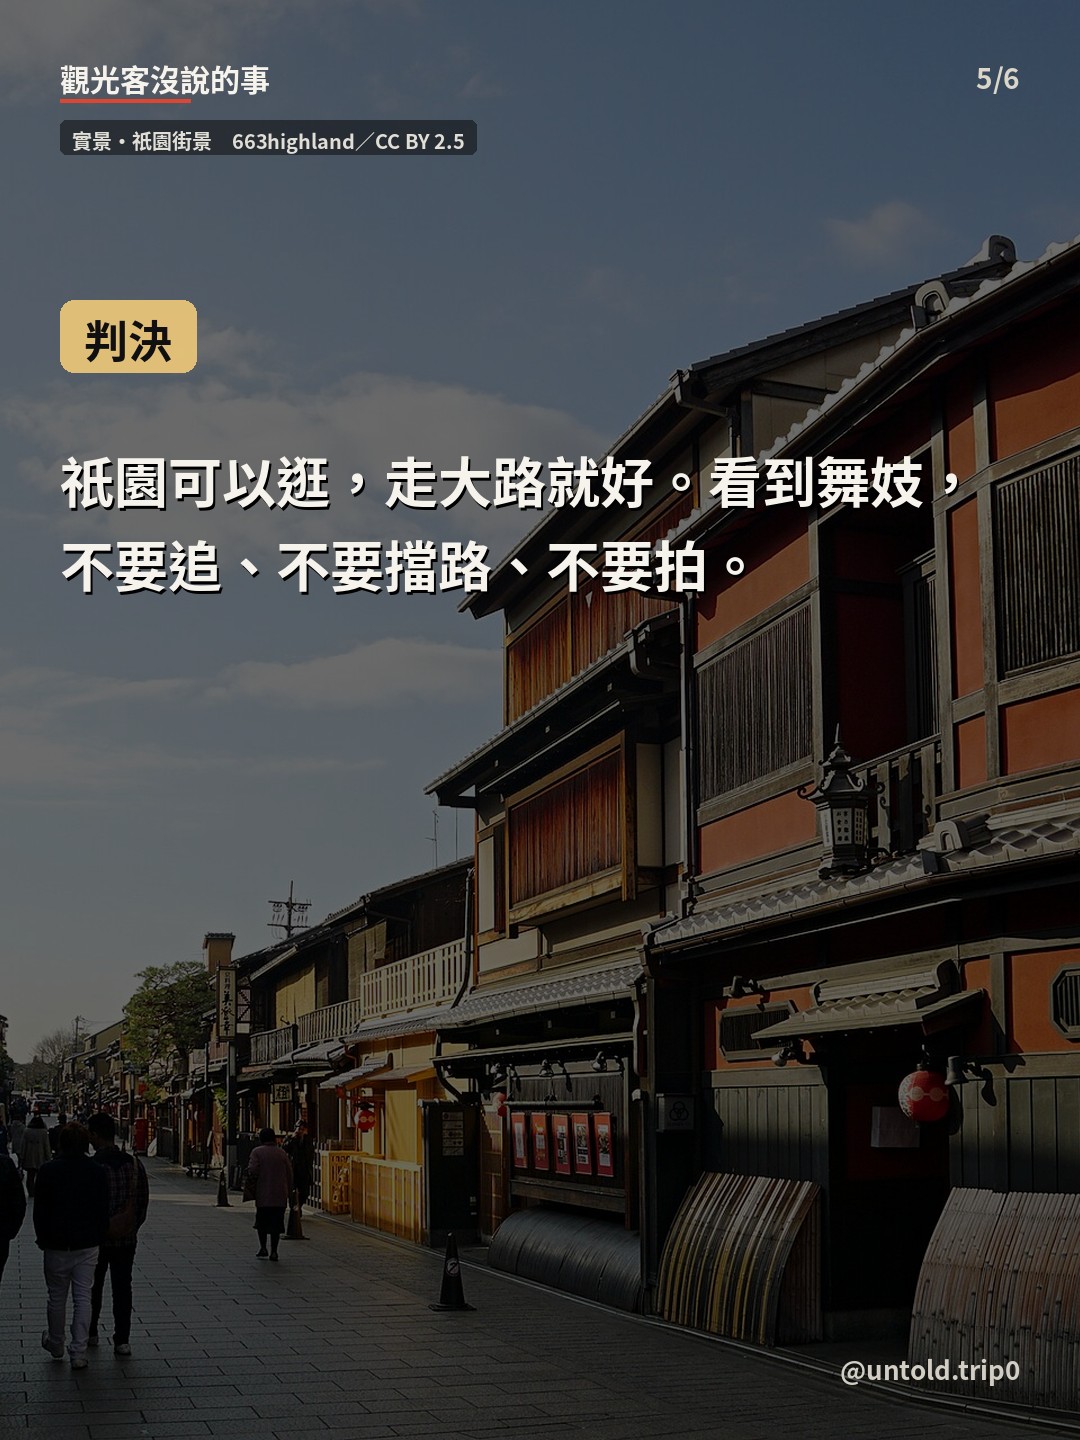 觀光客沒說的事
5/6
實景・祇園街景 663highland／CC BY 2.5
判決
祇園可以逛，走大路就好。看到舞妓，
不要追、不要擋路、不要拍。
@untold.trip0